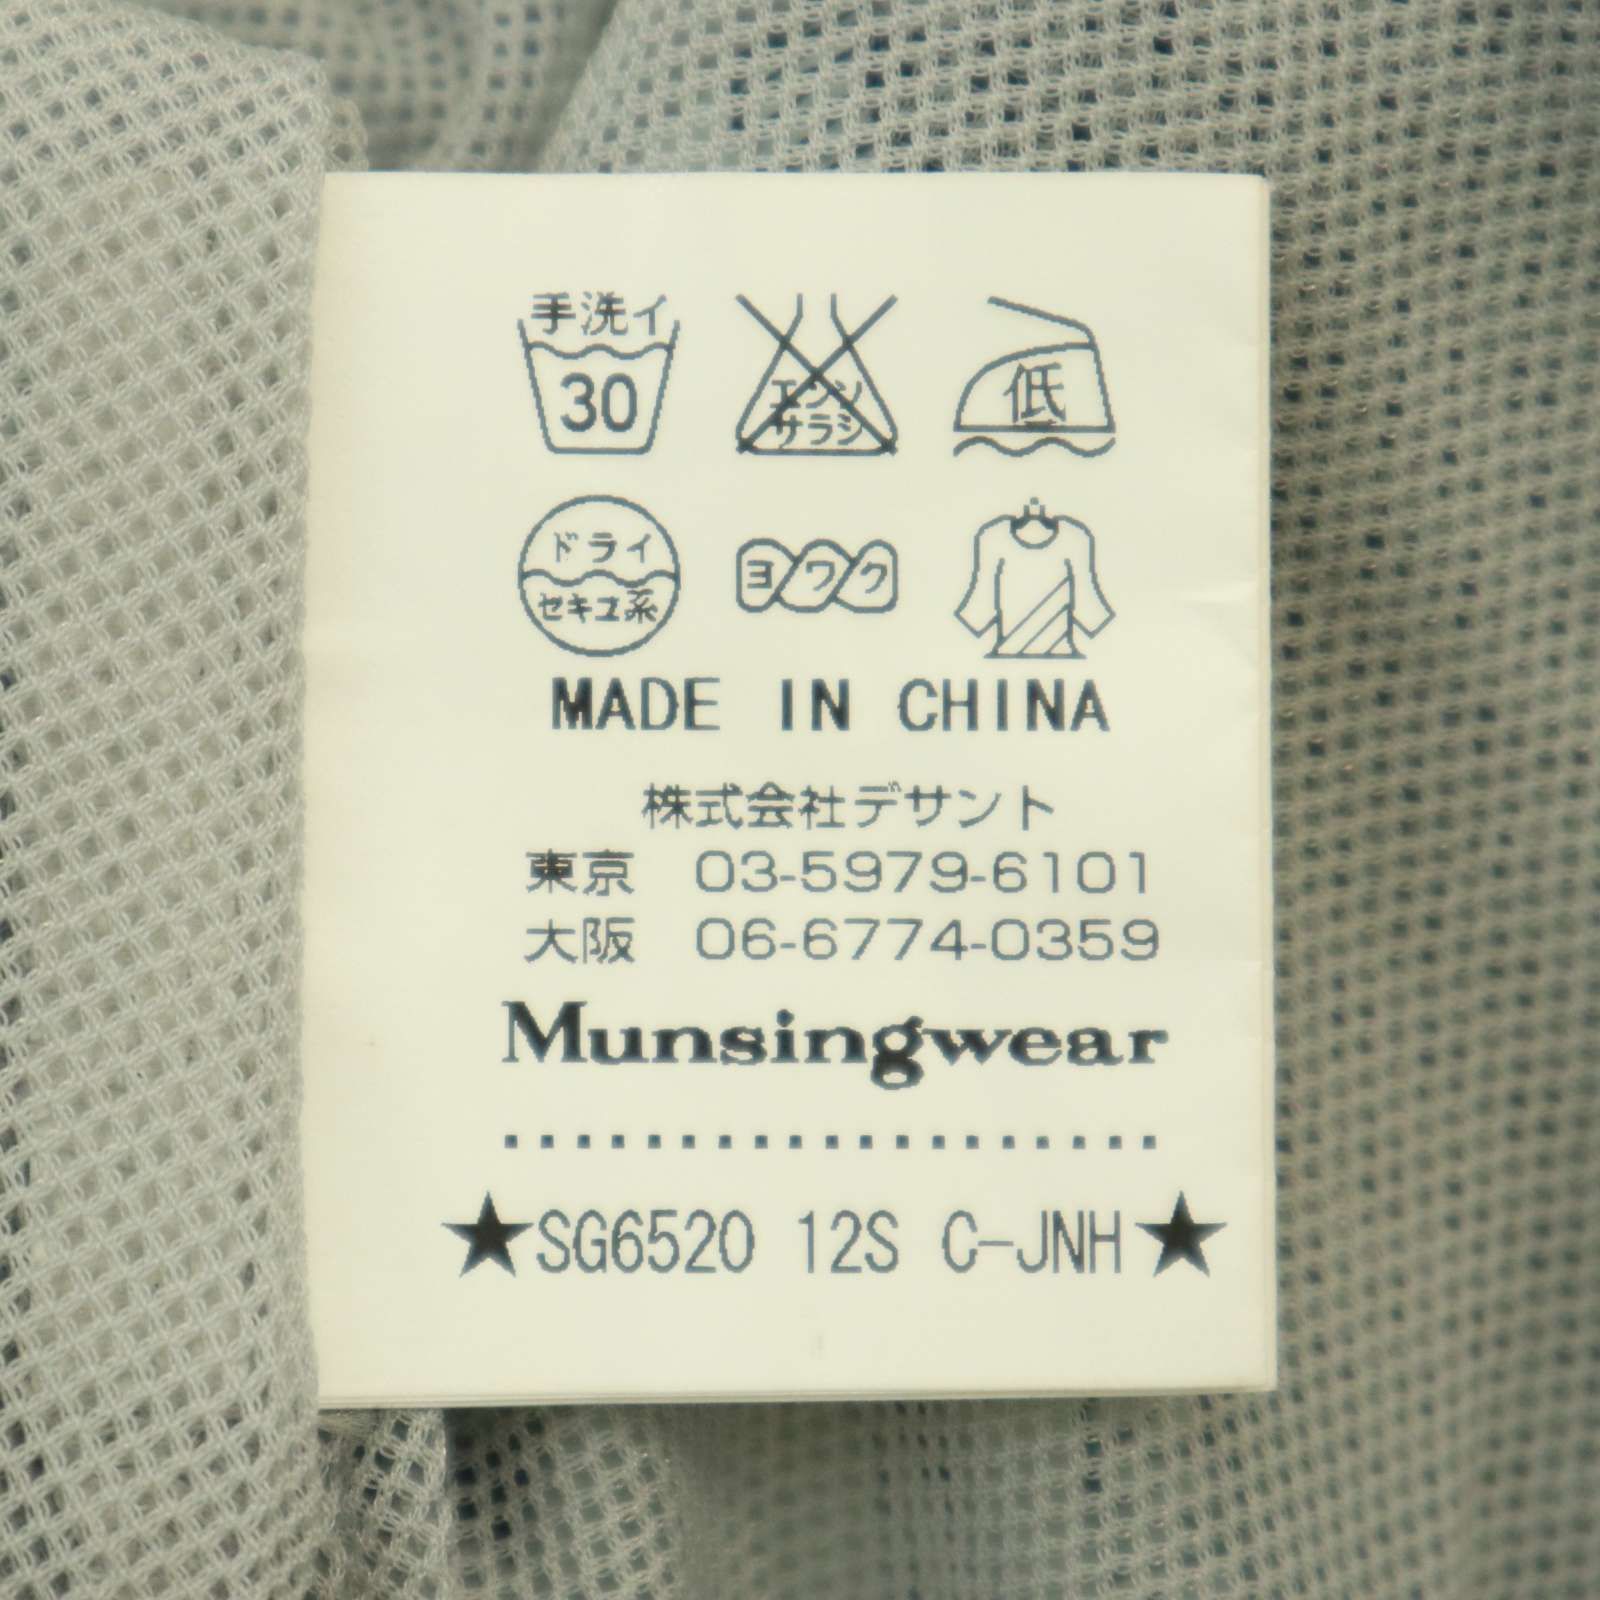 手洗イ
30
エンソ
サラシ
低
ドライ
セキユ系
ヨワク
MADE IN CHINA
株式会社デサント
東京 03-5979-6101
大阪 06-6774-0359
Munsingwear
★SG6520 12S C-JNH★